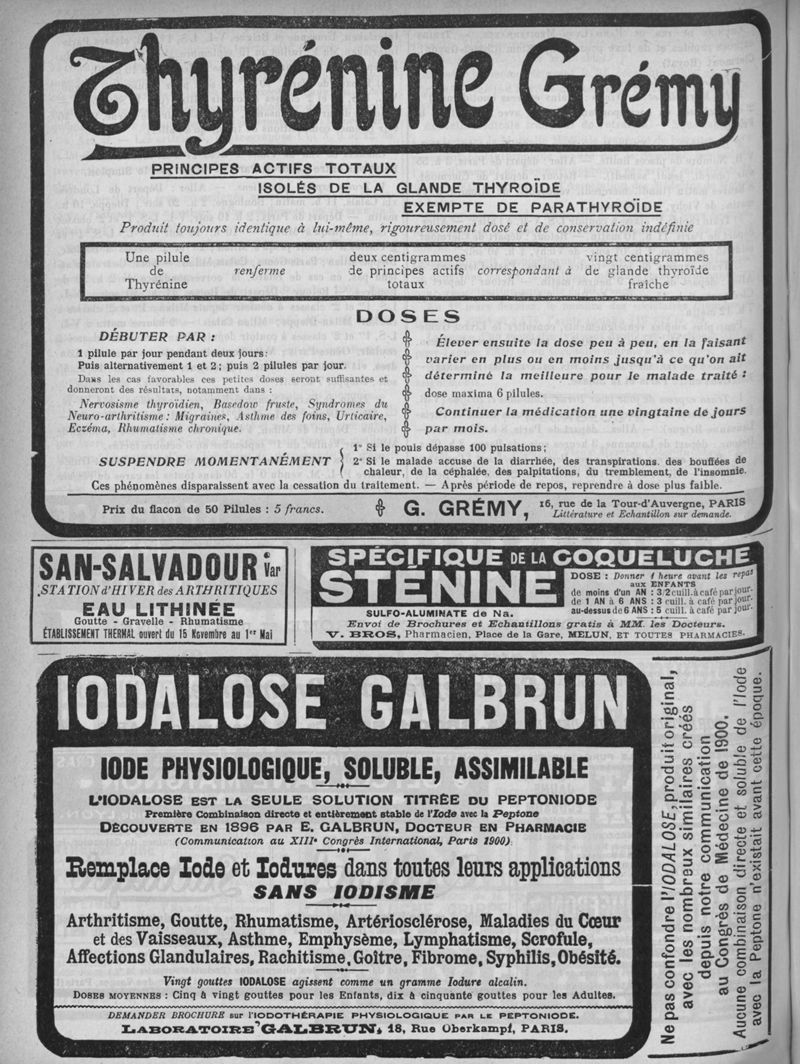 Thyrénine Grémy
PRINCIPES ACTIFS TOTAUX
ISOLÉS DE LA GLANDE THYROÏDE
EXEMPTE DE PARATHYROÏDE
Produit toujours identique à lui-même, rigoureusement dosé et de conservation indéfinie
Une pilule de Thyrénine renferme deux centigrammes de principes actifs totaux correspondant à vingt centigrammes de glande thyroïde fraîche
DOSES
DÉBUTER PAR :
1 pilule par jour pendant deux jours:
Puis alternativement 1 et 2; puis 2 pilules par jour.
Dans les cas favorables ces petites doses seront suffisantes et
donneront des résultats, notamment dans :
Nervosisme thyroïdien, Basedow fruste, Syndromes du
Neuro-arthritisme : Migraines, Asthme des foins, Urticaire,
Eczéma, Rhumatisme chronique.
Élever ensuite la dose peu à peu, en la faisant
varier en plus ou en moins jusqu'à ce qu'on ait
déterminé la meilleure pour le malade traité :
dose maxima 6 pilules.
Continuer la médication une vingtaine de jours
par mois.
SUSPENDRE MOMENTANÉMENT
1° Si le pouls dépasse 100 pulsations;
2° Si le malade accuse de la diarrhée, des transpirations, des bouffées de
chaleur, de la céphalée, des palpitations, du tremblement, de l'insomnie.
Ces phénomènes disparaissent avec la cessation du traitement. — Après période de repos, reprendre à dose plus faible.
Prix du flacon de 50 Pilules : 5 francs.
G. GRÉMY, 16, rue de la Tour-d'Auvergne, PARIS
Littérature et Echantillon sur demande.
SAN-SALVADOUR Var
STATION d'HIVER des ARTHRITIQUES
EAU LITHINÉE
Goutte - Gravelle - Rhumatisme
ÉTABLISSEMENT THERMAL ouvert du 15 Novembre au 1er Mai
SPÉCIFIQUE DE LA COQUELUCHE
STÉNINE
SULFO-ALUMINATE de Na.
DOSE : Donner 1 heure avant les repas
aux ENFANTS
de moins d'un AN : 3/2 cuill. à café par jour.
de 1 AN à 6 ANS : 3 cuill. à café par jour.
au-dessus de 6 ANS : 5 cuill. à café par jour.
Envoi de Brochures et Echantillons gratis à MM. les Docteurs.
V. BROS, Pharmacien, Place de la Gare, MELUN, ET TOUTES PHARMACIES.
IODALOSE GALBRUN
IODE PHYSIOLOGIQUE, SOLUBLE, ASSIMILABLE
L'IODALOSE EST LA SEULE SOLUTION TITRÉE DU PEPTONIODE
Première Combinaison directe et entièrement stable de l'Iode avec la Peptone
DÉCOUVERTE EN 1896 PAR E. GALBRUN, DOCTEUR EN PHARMACIE
(Communication au XIIIe Congrès International, Paris 1900)
Remplace Iode et Iodures dans toutes leurs applications
SANS IODISME
Arthritisme, Goutte, Rhumatisme, Artériosclérose, Maladies du Cœur
et des Vaisseaux, Asthme, Emphysème, Lymphatisme, Scrofule,
Affections Glandulaires, Rachitisme, Goître, Fibrome, Syphilis, Obésité.
Vingt gouttes IODALOSE agissent comme un gramme Iodure alcalin.
DOSES MOYENNES : Cinq à vingt gouttes pour les Enfants, dix à cinquante gouttes pour les Adultes.
DEMANDER BROCHURE sur l'IODOTHÉRAPIE PHYSIOLOGIQUE PAR LE PEPTONIODE.
LABORATOIRE GALBRUN, 18, Rue Oberkampf, PARIS.
Ne pas confondre l'IODALOSE, produit original,
avec les nombreux similaires créés
depuis notre communication
au Congrès de Médecine de 1900.
Aucune combinaison directe et soluble de l'Iode
avec la Peptone n'existait avant cette époque.